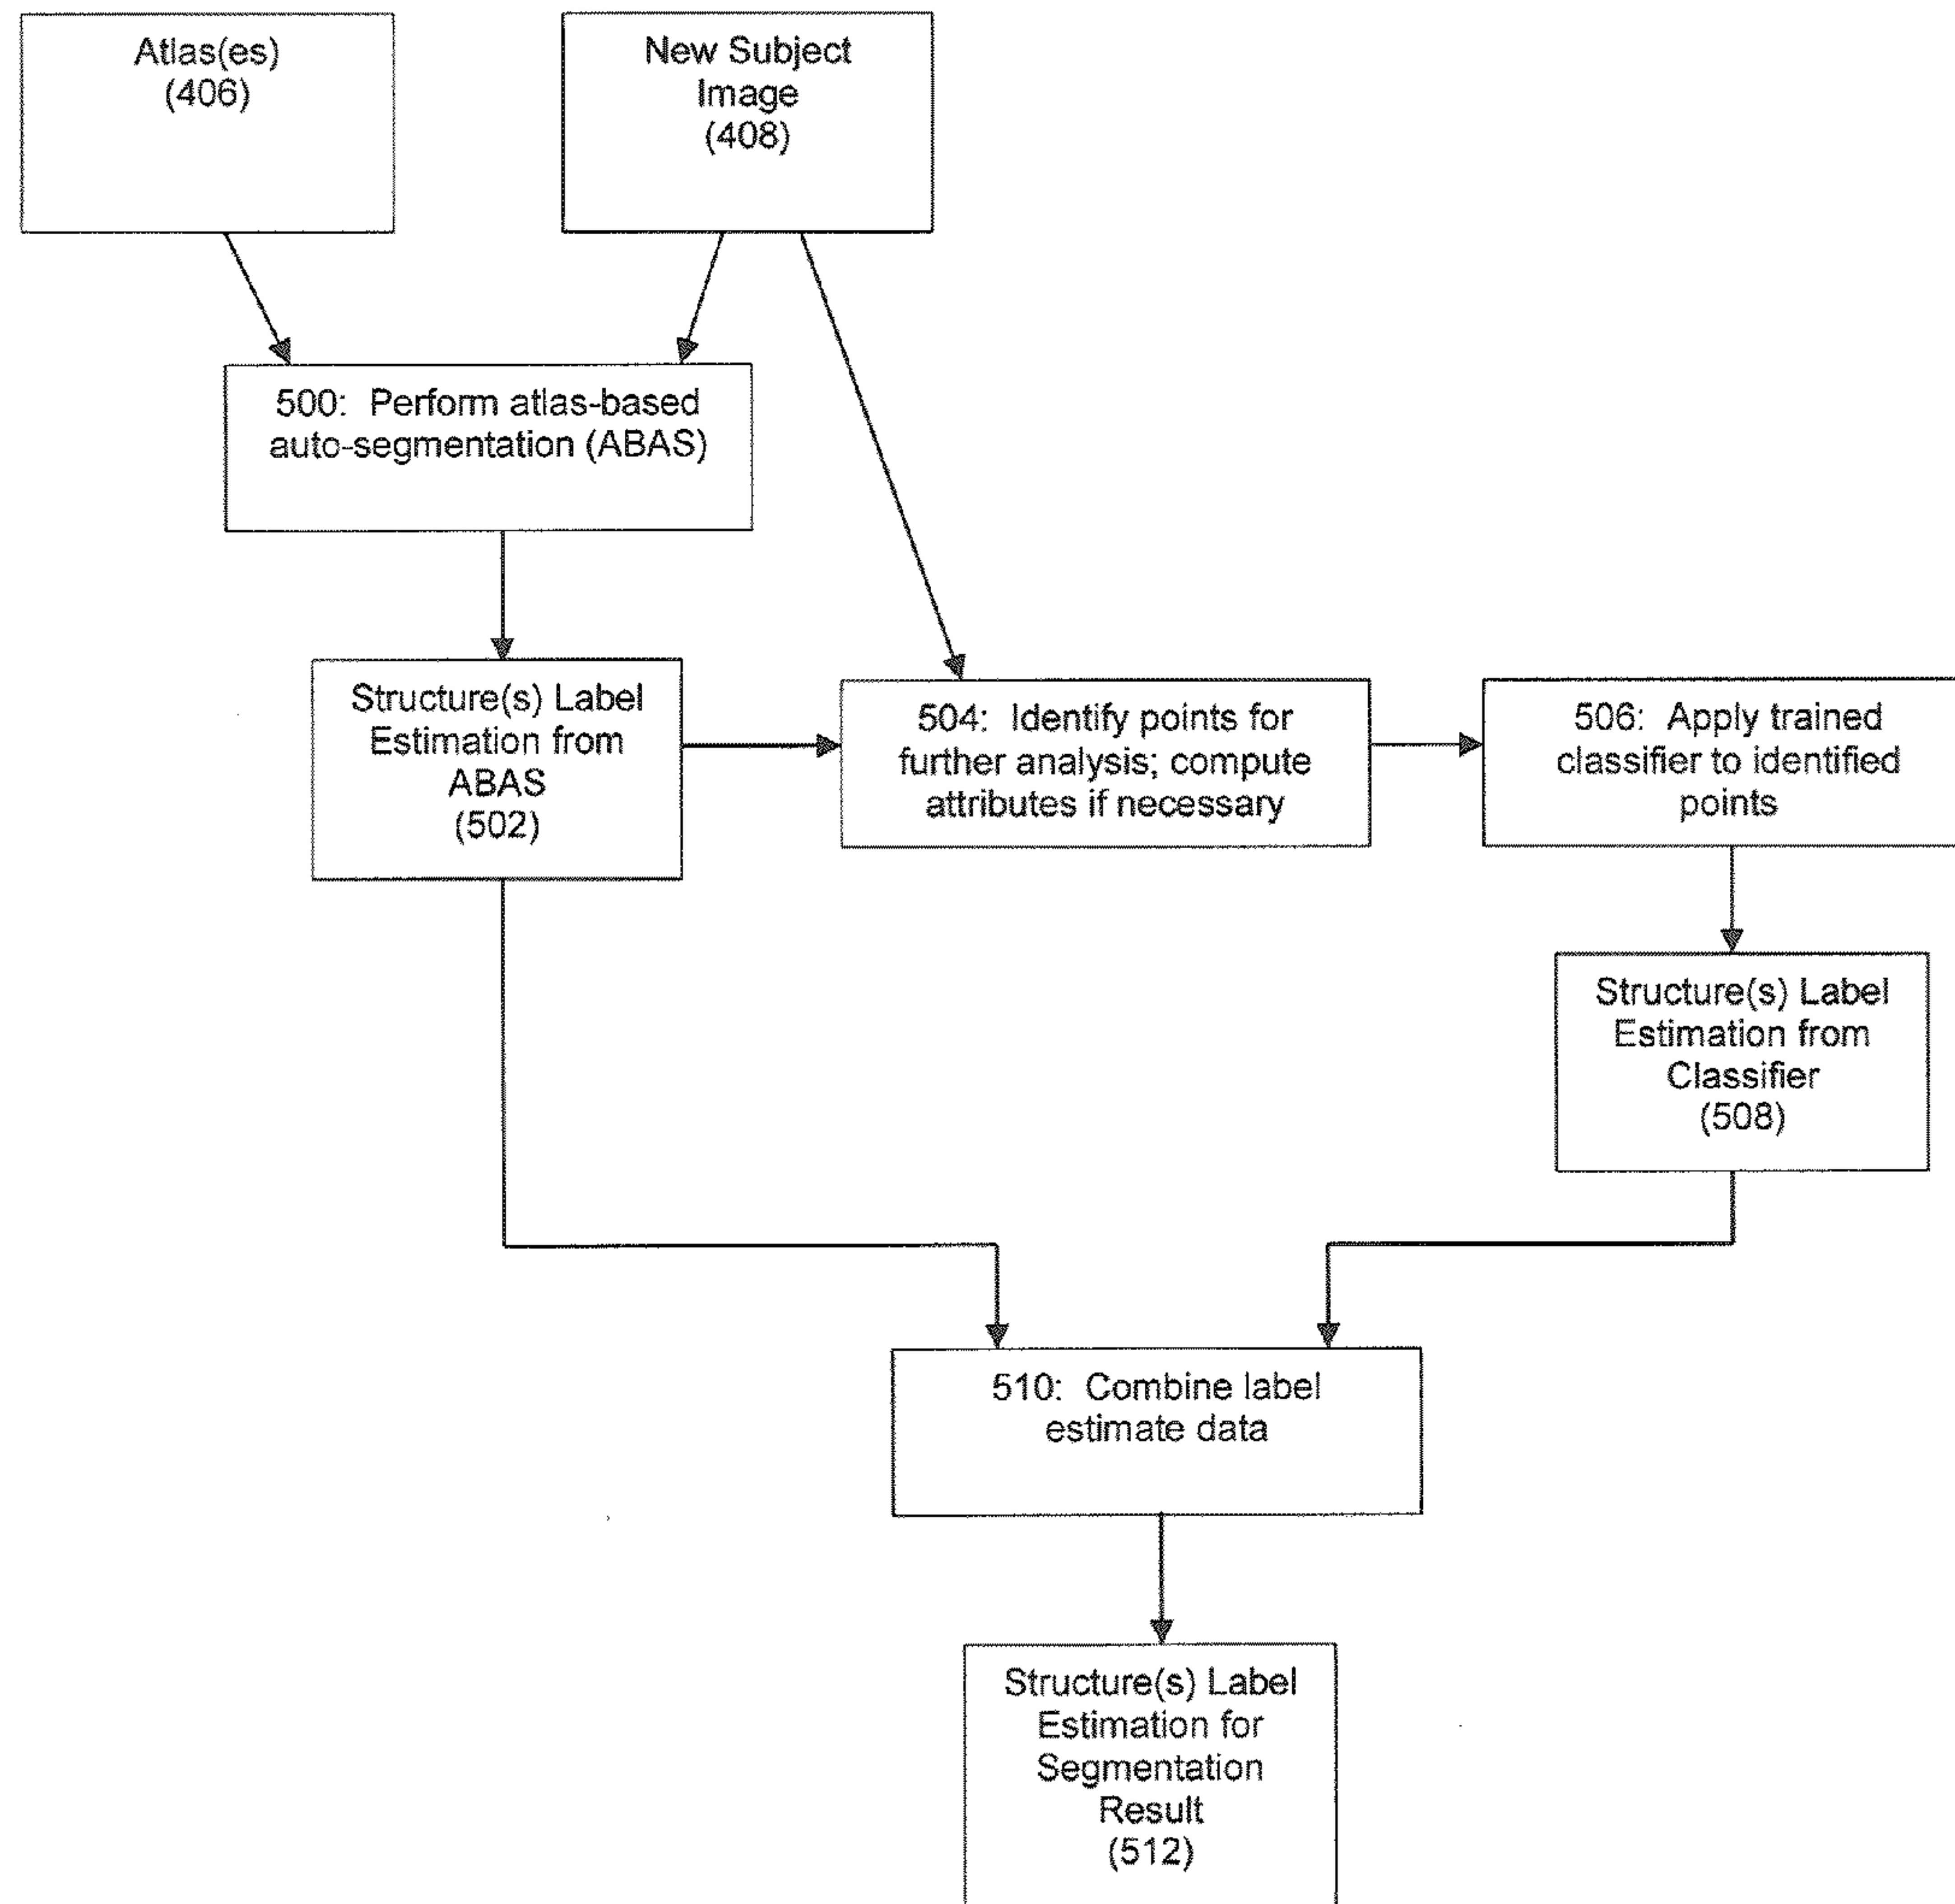 Atlas(es)
(406)
New Subject
Image
(408)
500: Perform atlas-based
auto-segmentation (ABAS)
Structure(s) Label
Estimation from
ABAS
(502)
504: Identify points for
further analysis; compute
attributes if necessary
506: Apply trained
classifier to identified
points
Structure(s) Label
Estimation from
Classifier
(508)
510: Combine label
estimate data
Structure(s) Label
Estimation for
Segmentation
Result
(512)